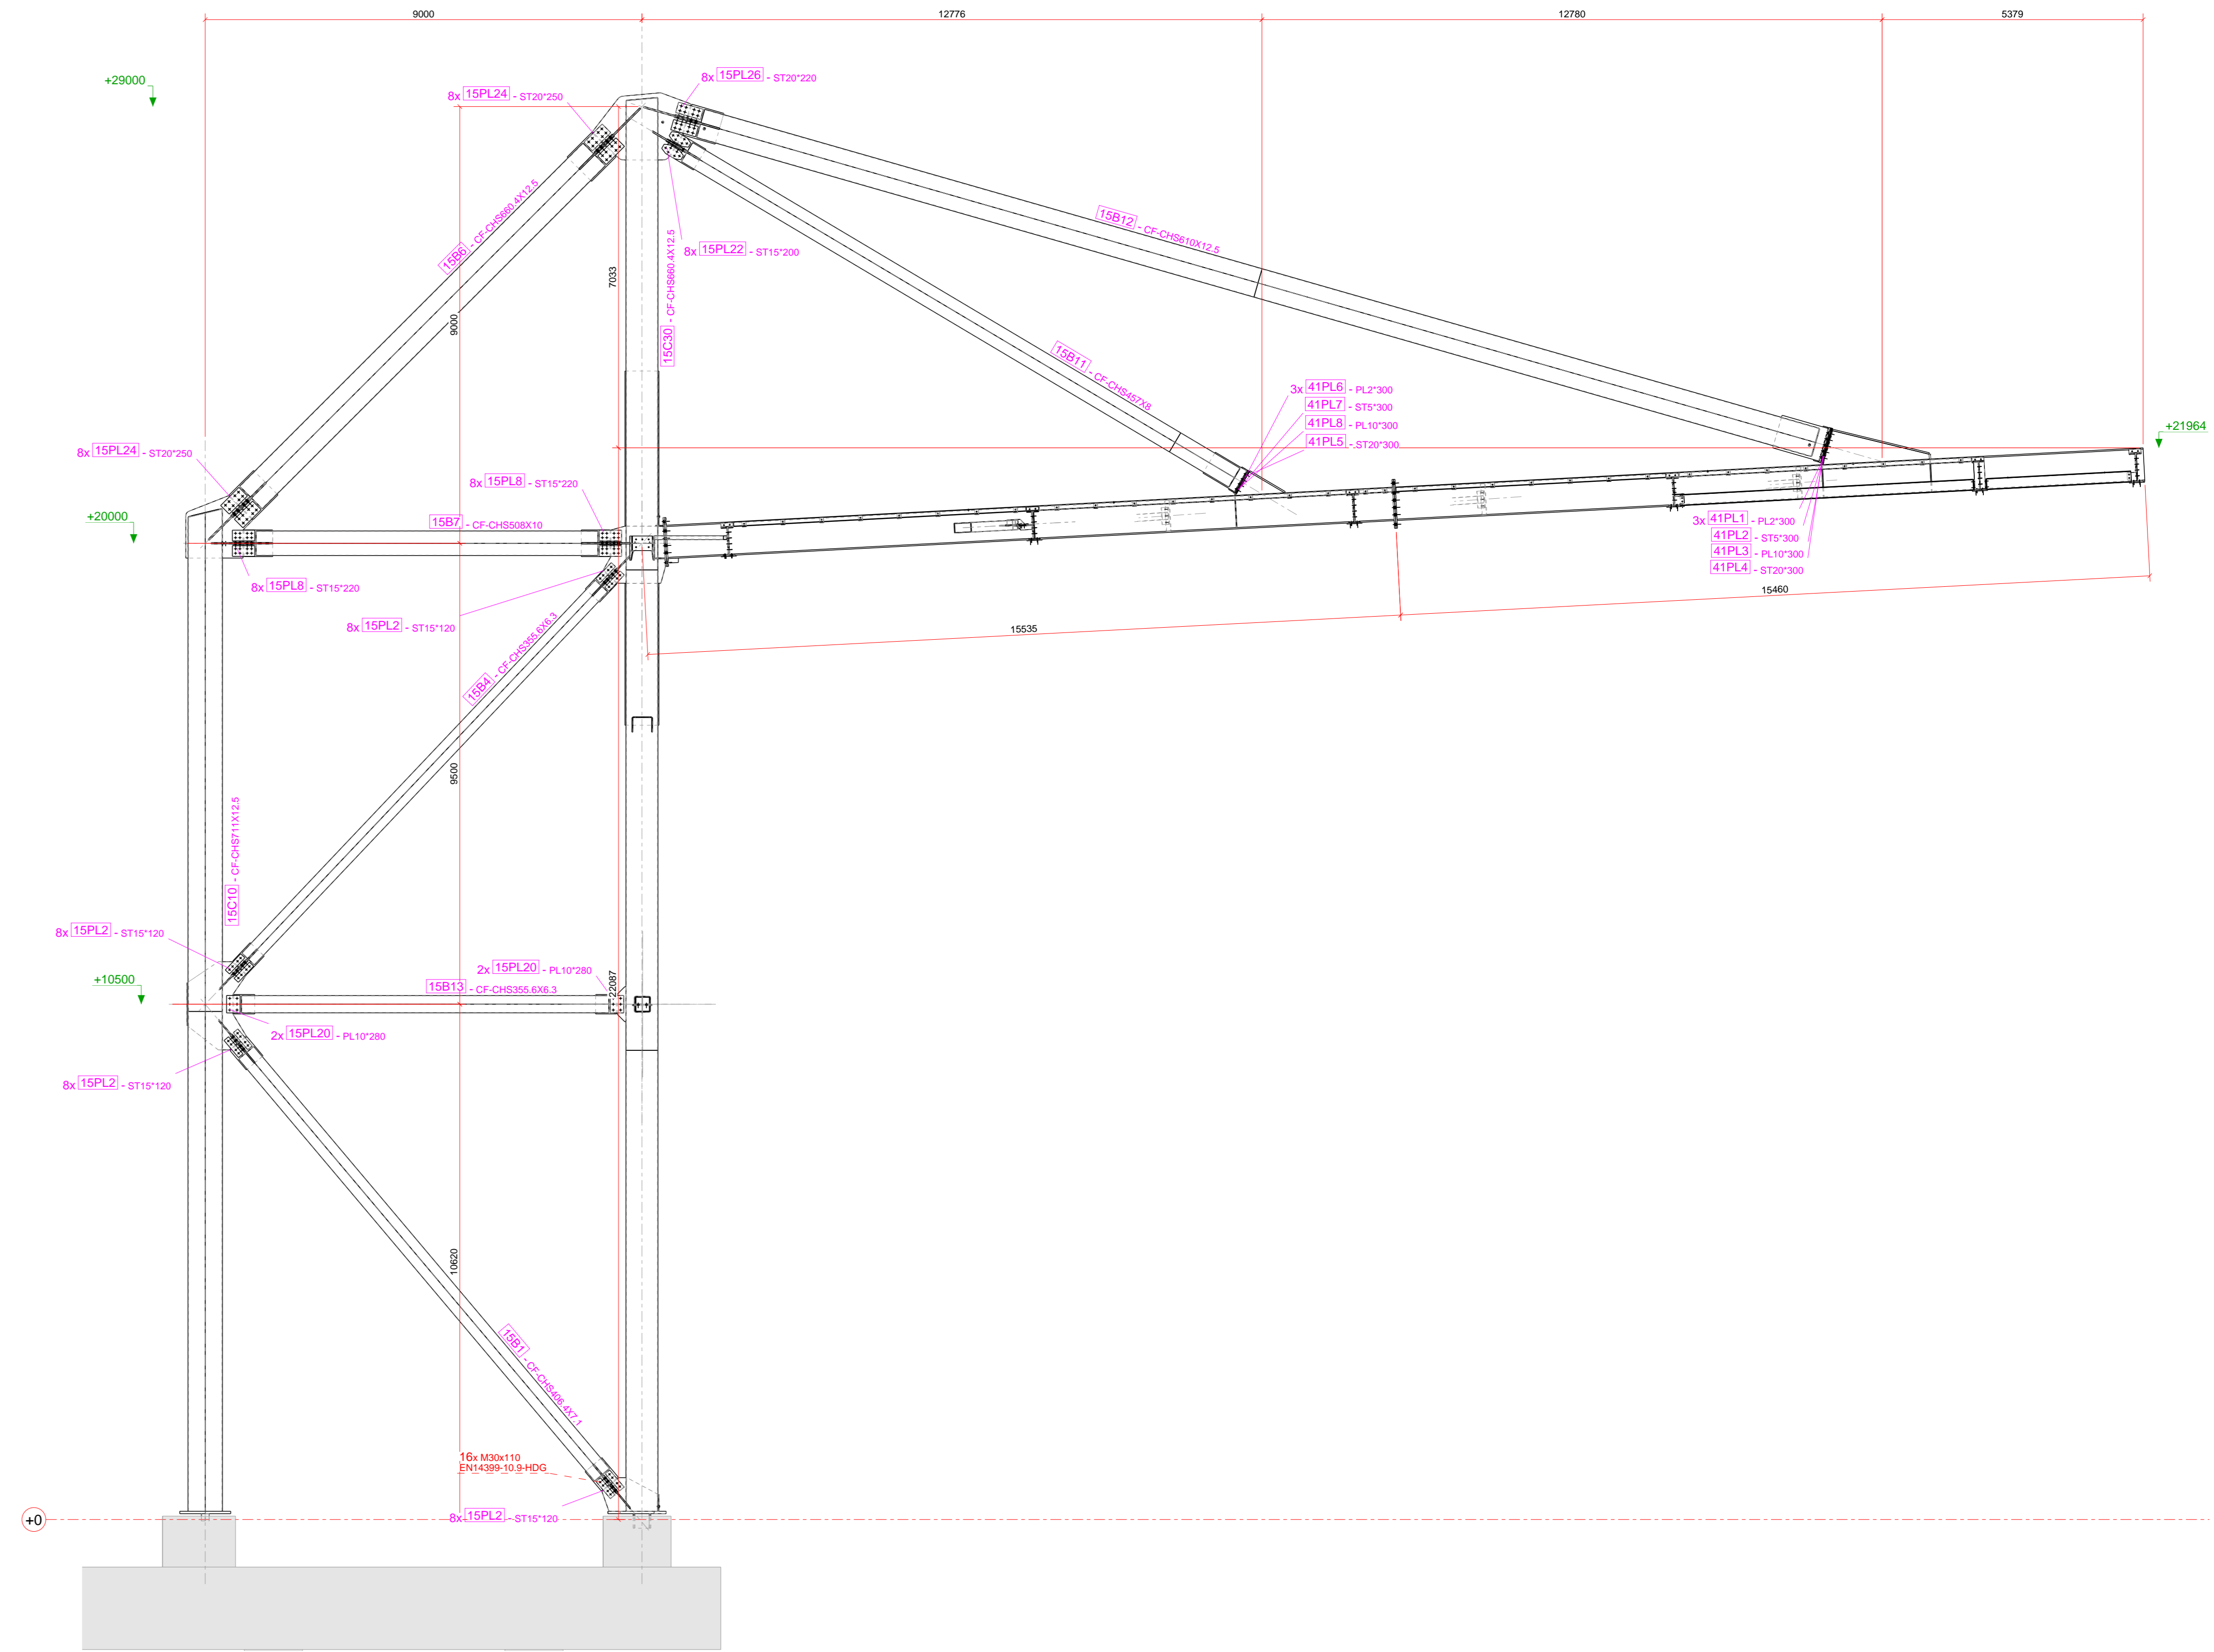 9000
12776
12780
5379
+29000
8x 15PL24 - ST20*250
8x 15PL26 - ST20*220
15B6 - CF-CHS660.4X12.5
8x 15PL22 - ST15*200
15C30 - CF-CHS660.4X12.5
15B12 - CF-CHS610X12.5
7033
9000
15B11 - CF-CHS457X8
3x 41PL6 - PL2*300
41PL7 - ST5*300
41PL8 - PL10*300
41PL5 - ST20*300
+21964
8x 15PL24 - ST20*250
8x 15PL8 - ST15*220
+20000
15B7 - CF-CHS508X10
3x 41PL1 - PL2*300
41PL2 - ST5*300
41PL3 - PL10*300
41PL4 - ST20*300
8x 15PL8 - ST15*220
15460
8x 15PL2 - ST15*120
15535
15B4 - CF-CHS355.6X6.3
9500
15C10 - CF-CHS711X12.5
8x 15PL2 - ST15*120
2x 15PL20 - PL10*280
+10500
15B13 - CF-CHS355.6X6.3
22087
2x 15PL20 - PL10*280
8x 15PL2 - ST15*120
10620
15B1 - CF-CHS406.4X7.1
16x M30x110
EN14399-10.9-HDG
8x 15PL2 - ST15*120
+0